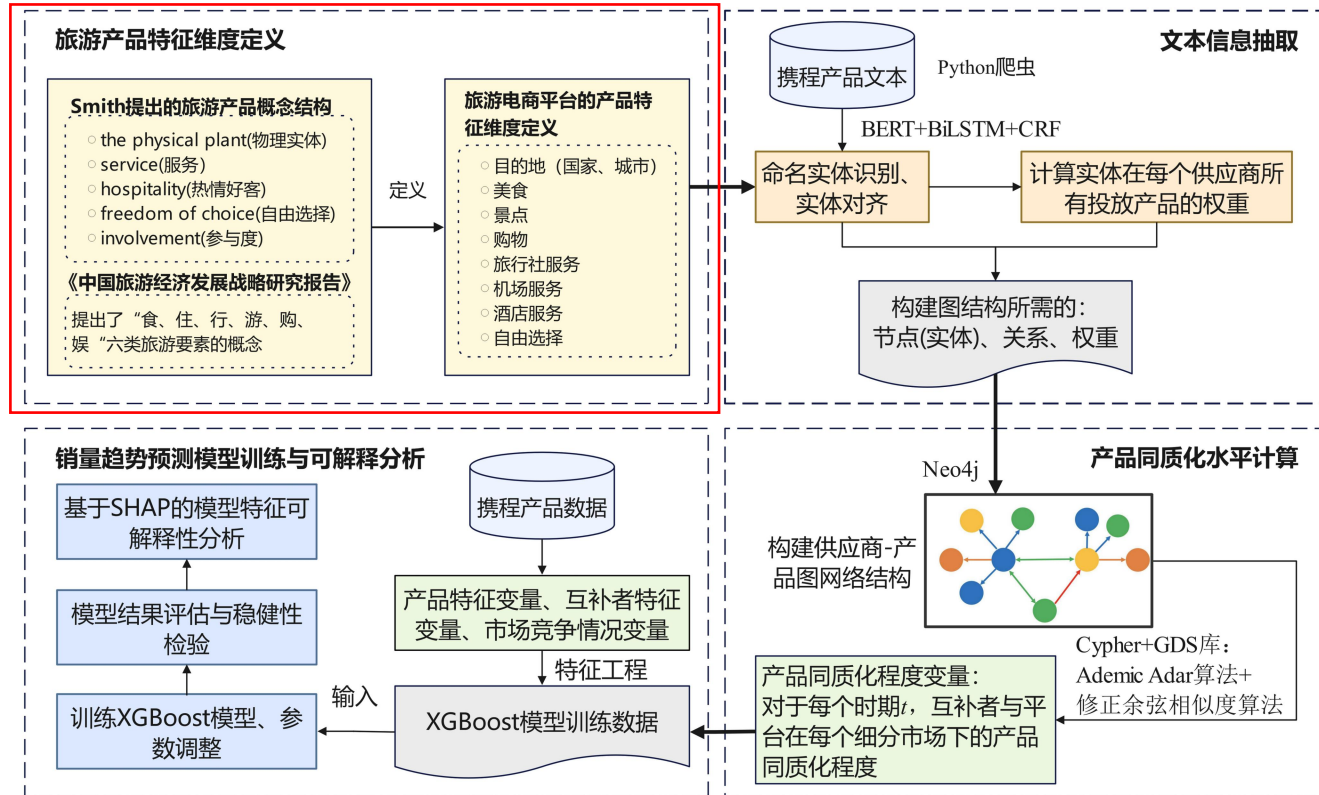 旅游产品特征维度定义
Smith提出的旅游产品概念结构
the physical plant(物理实体)
service(服务)
hospitality(热情好客)
freedom of choice(自由选择)
involvement(参与度)
《中国旅游经济发展战略研究报告》
提出了“食、住、行、游、购、
娱“六类旅游要素的概念
定义
旅游电商平台的产品特
征维度定义
目的地（国家、城市）
美食
景点
购物
旅行社服务
机场服务
酒店服务
自由选择
文本信息抽取
携程产品文本
Python爬虫
BERT+BiLSTM+CRF
命名实体识别、
实体对齐
计算实体在每个供应商所
有投放产品的权重
构建图结构所需的：
节点(实体)、关系、权重
产品同质化水平计算
Neo4j
构建供应商-产
品图网络结构
Cypher+GDS库：
Ademic Adar算法+
修正余弦相似度算法
产品同质化程度变量：
对于每个时期t，互补者与平
台在每个细分市场下的产品
同质化程度
销量趋势预测模型训练与可解释分析
携程产品数据
产品特征变量、互补者特征
变量、市场竞争情况变量
特征工程
XGBoost模型训练数据
输入
训练XGBoost模型、参
数调整
模型结果评估与稳健性
检验
基于SHAP的模型特征可
解释性分析